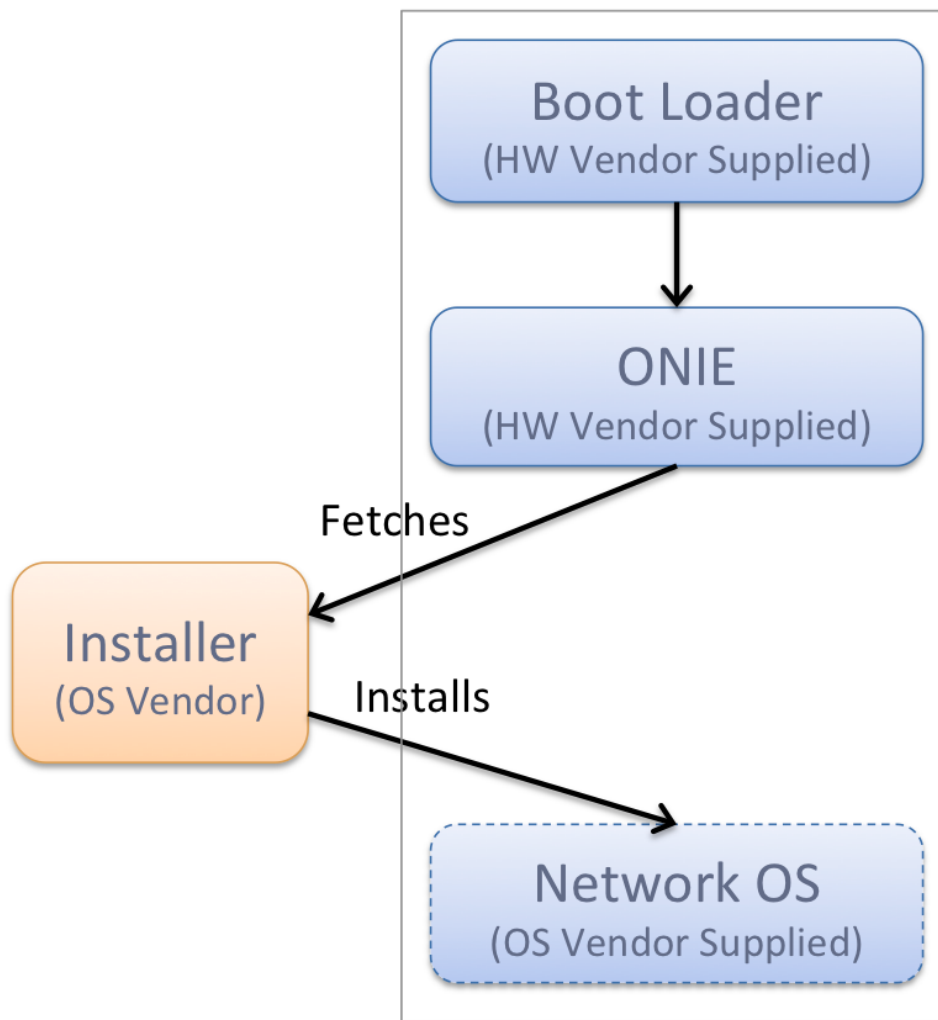 Boot Loader
(HW Vendor Supplied)
ONIE
(HW Vendor Supplied)
Fetches
Installer
(OS Vendor)
Installs
Network OS
(OS Vendor Supplied)